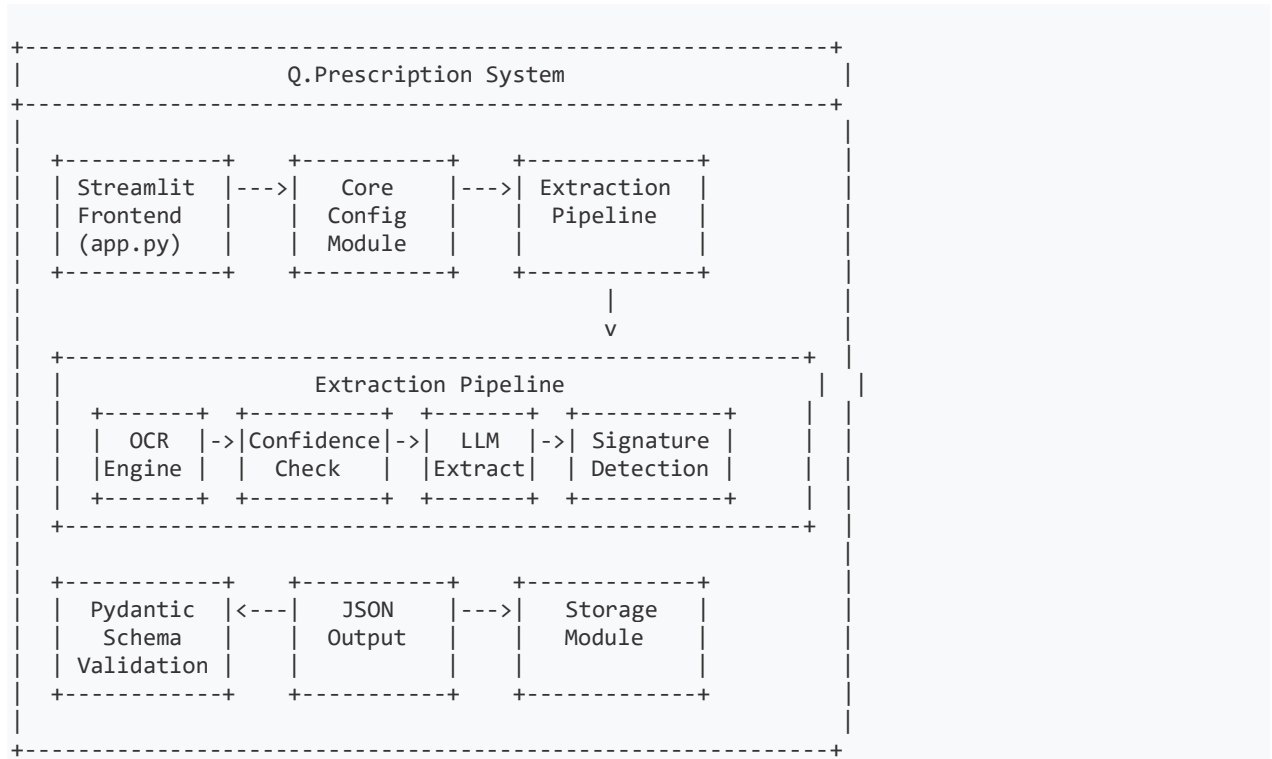 +--------------------------------------------------------------+
|                     Q.Prescription System                     |
+--------------------------------------------------------------+
|                                                                |
|  +------------+    +-----------+    +-------------+           |
|  | Streamlit  |--->|   Core    |--->| Extraction  |           |
|  | Frontend   |    |  Config   |    |  Pipeline   |           |
|  | (app.py)   |    |  Module   |    |             |           |
|  +------------+    +-----------+    +-------------+           |
|                                            |                  |
|                                            v                  |
|  +---------------------------------------------------------+  |
|  |                   Extraction Pipeline                    |  |
|  |  +-------+  +----------+  +-------+  +-----------+      |  |
|  |  |  OCR  |->|Confidence|->|  LLM  |->| Signature |      |  |
|  |  |Engine |  |  Check   |  |Extract|  | Detection |      |  |
|  |  +-------+  +----------+  +-------+  +-----------+      |  |
|  +---------------------------------------------------------+  |
|                                                                |
|  +------------+    +-----------+    +-------------+           |
|  |  Pydantic  |<---|   JSON    |--->|   Storage   |           |
|  |   Schema   |    |  Output   |    |   Module    |           |
|  | Validation |    |           |    |             |           |
|  +------------+    +-----------+    +-------------+           |
|                                                                |
+--------------------------------------------------------------+